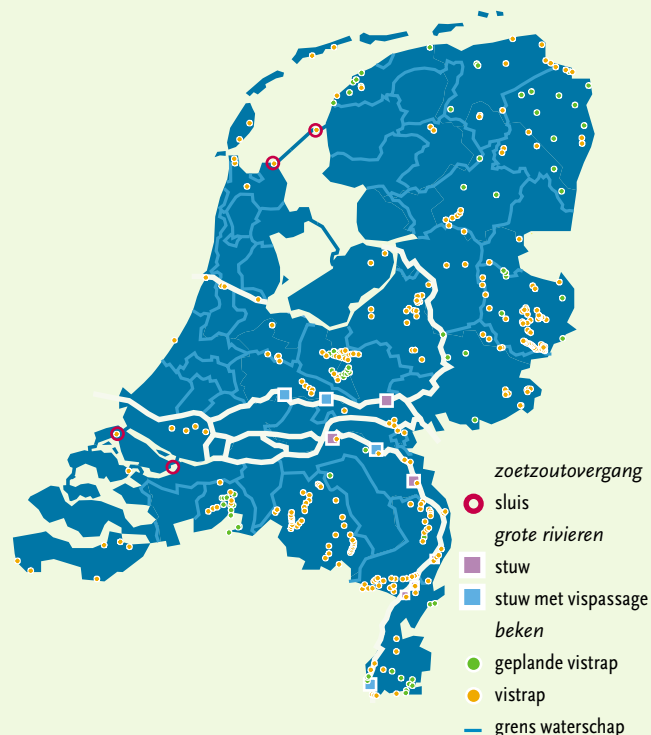 zoetzoutovergang
sluis
grote rivieren
stuw
stuw met vispassage
beken
geplande vistrap
vistrap
grens waterschap